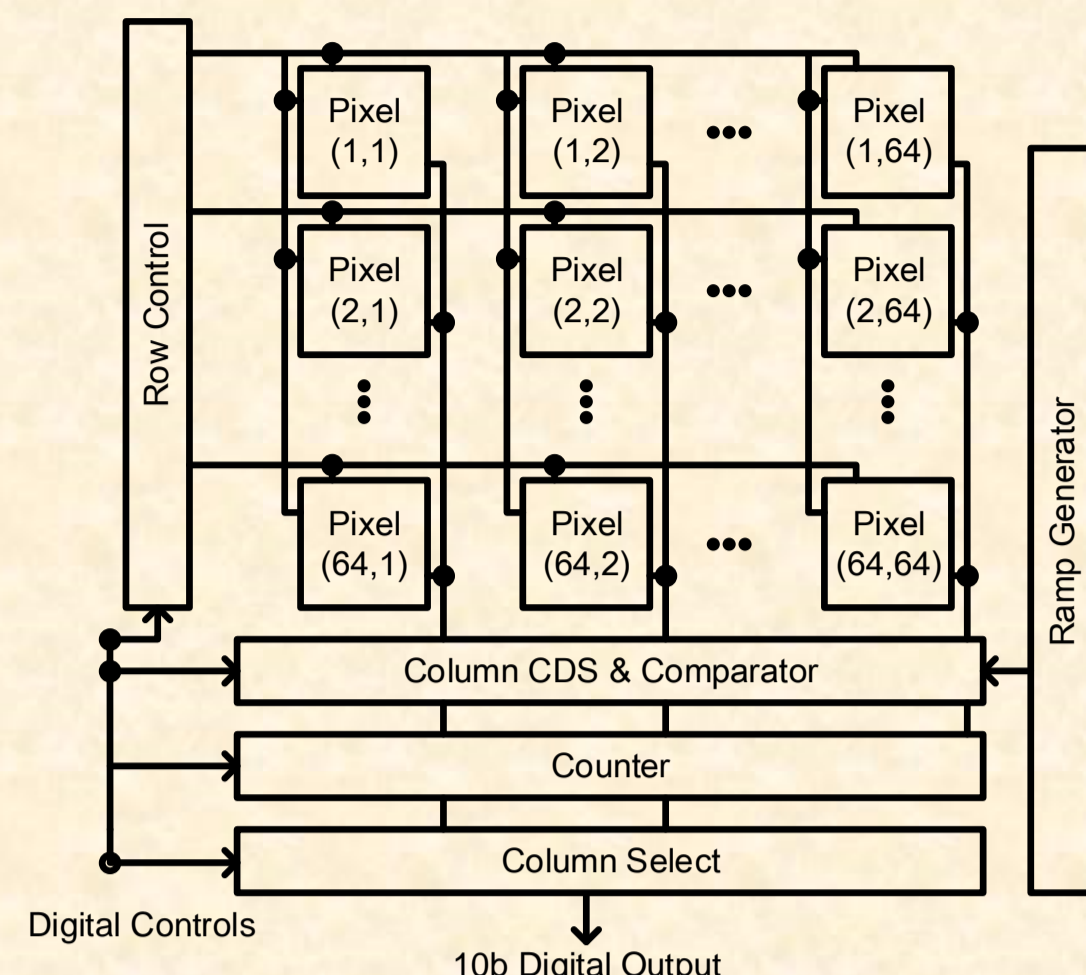 Row Control
Pixel
(1,1)
Pixel
(1,2)
Pixel
(1,64)
Pixel
(2,1)
Pixel
(2,2)
Pixel
(2,64)
Pixel
(64,1)
Pixel
(64,2)
Pixel
(64,64)
Ramp Generator
Column CDS & Comparator
Counter
Column Select
Digital Controls
10b Digital Output